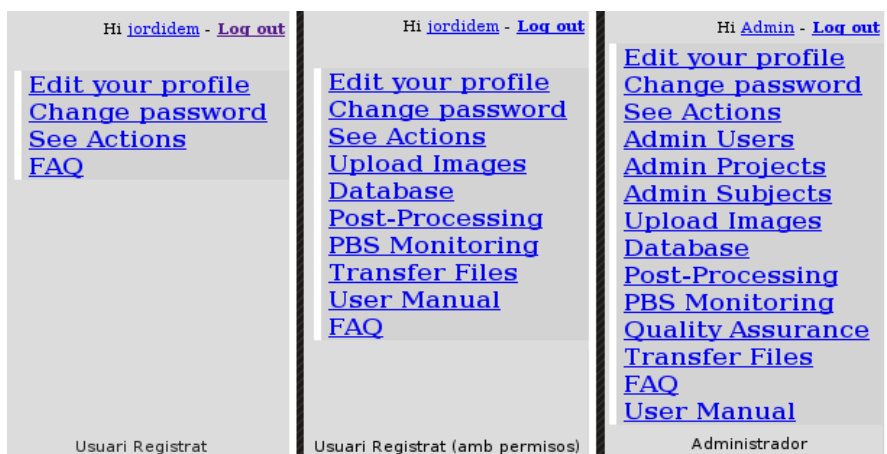 Hi jordidem - Log out
Edit your profile
Change password
See Actions
FAQ
Usuari Registrat
Hi jordidem - Log out
Edit your profile
Change password
See Actions
Upload Images
Database
Post-Processing
PBS Monitoring
Transfer Files
User Manual
FAQ
Usuari Registrat (amb permisos)
Hi Admin - Log out
Edit your profile
Change password
See Actions
Admin Users
Admin Projects
Admin Subjects
Upload Images
Database
Post-Processing
PBS Monitoring
Quality Assurance
Transfer Files
FAQ
User Manual
Administrador